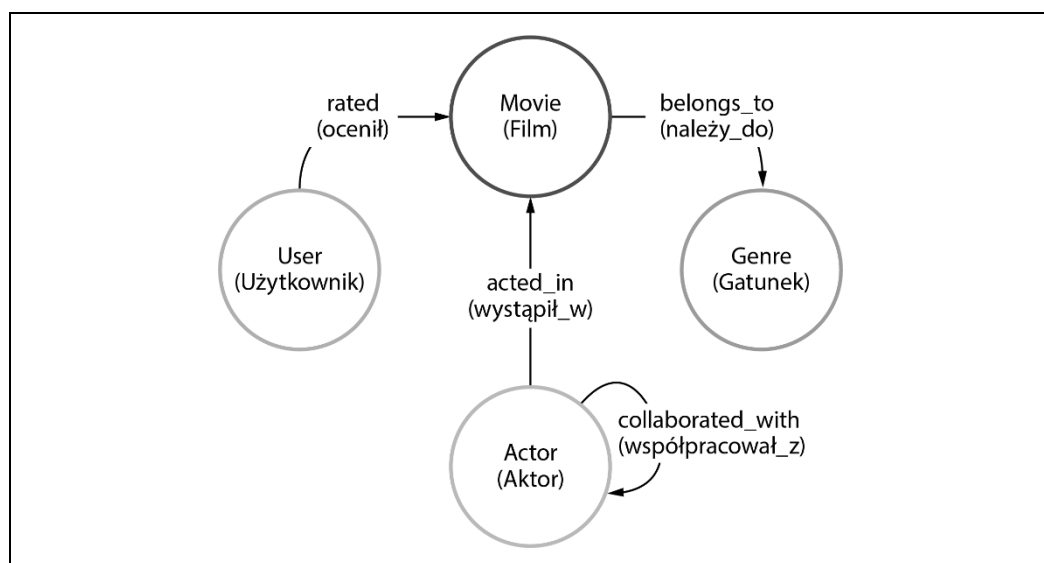 rated
(ocenił)
Movie
(Film)
belongs_to
(należy_do)
User
(Użytkownik)
acted_in
(wystąpił_w)
Genre
(Gatunek)
Actor
(Aktor)
collaborated_with
(współpracował_z)